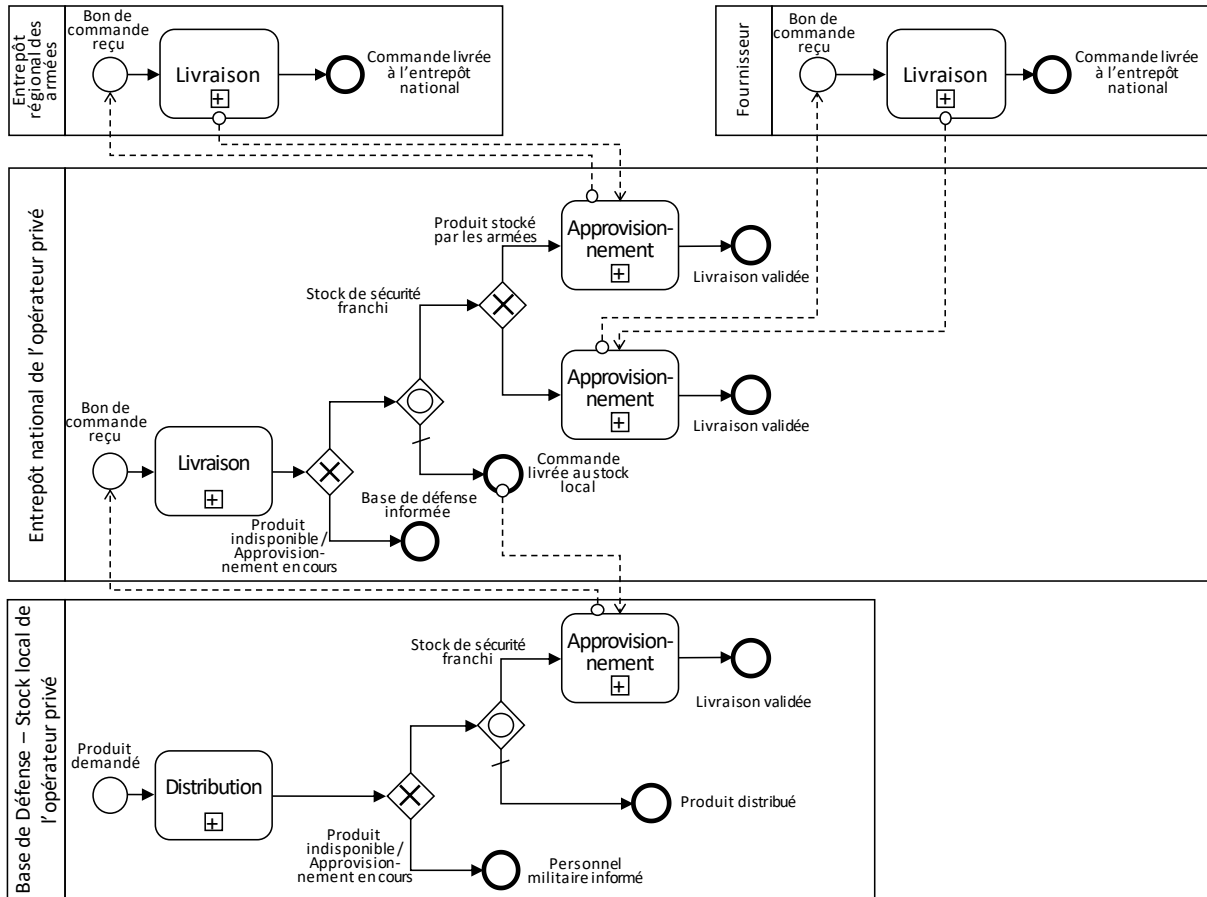 Entrepôt
régional des
armées
Bon de
commande
reçu
Livraison
Commande livrée
à l'entrepôt
national
Fournisseur
Bon de
commande
reçu
Livraison
Commande livrée
à l'entrepôt
national
Entrepôt national de l'opérateur privé
Produit stocké
par les armées
Approvision-
nement
Livraison validée
Stock de sécurité
franchi
Approvision-
nement
Livraison validée
Bon de
commande
reçu
Livraison
Commande
livrée au stock
local
Base de défense
informée
Produit
indisponible /
Approvision-
nement en cours
Base de Défense – Stock local de
l'opérateur privé
Stock de sécurité
franchi
Approvision-
nement
Livraison validée
Produit
demandé
Distribution
Produit distribué
Produit
indisponible /
Approvision-
nement en cours
Personnel
militaire informé